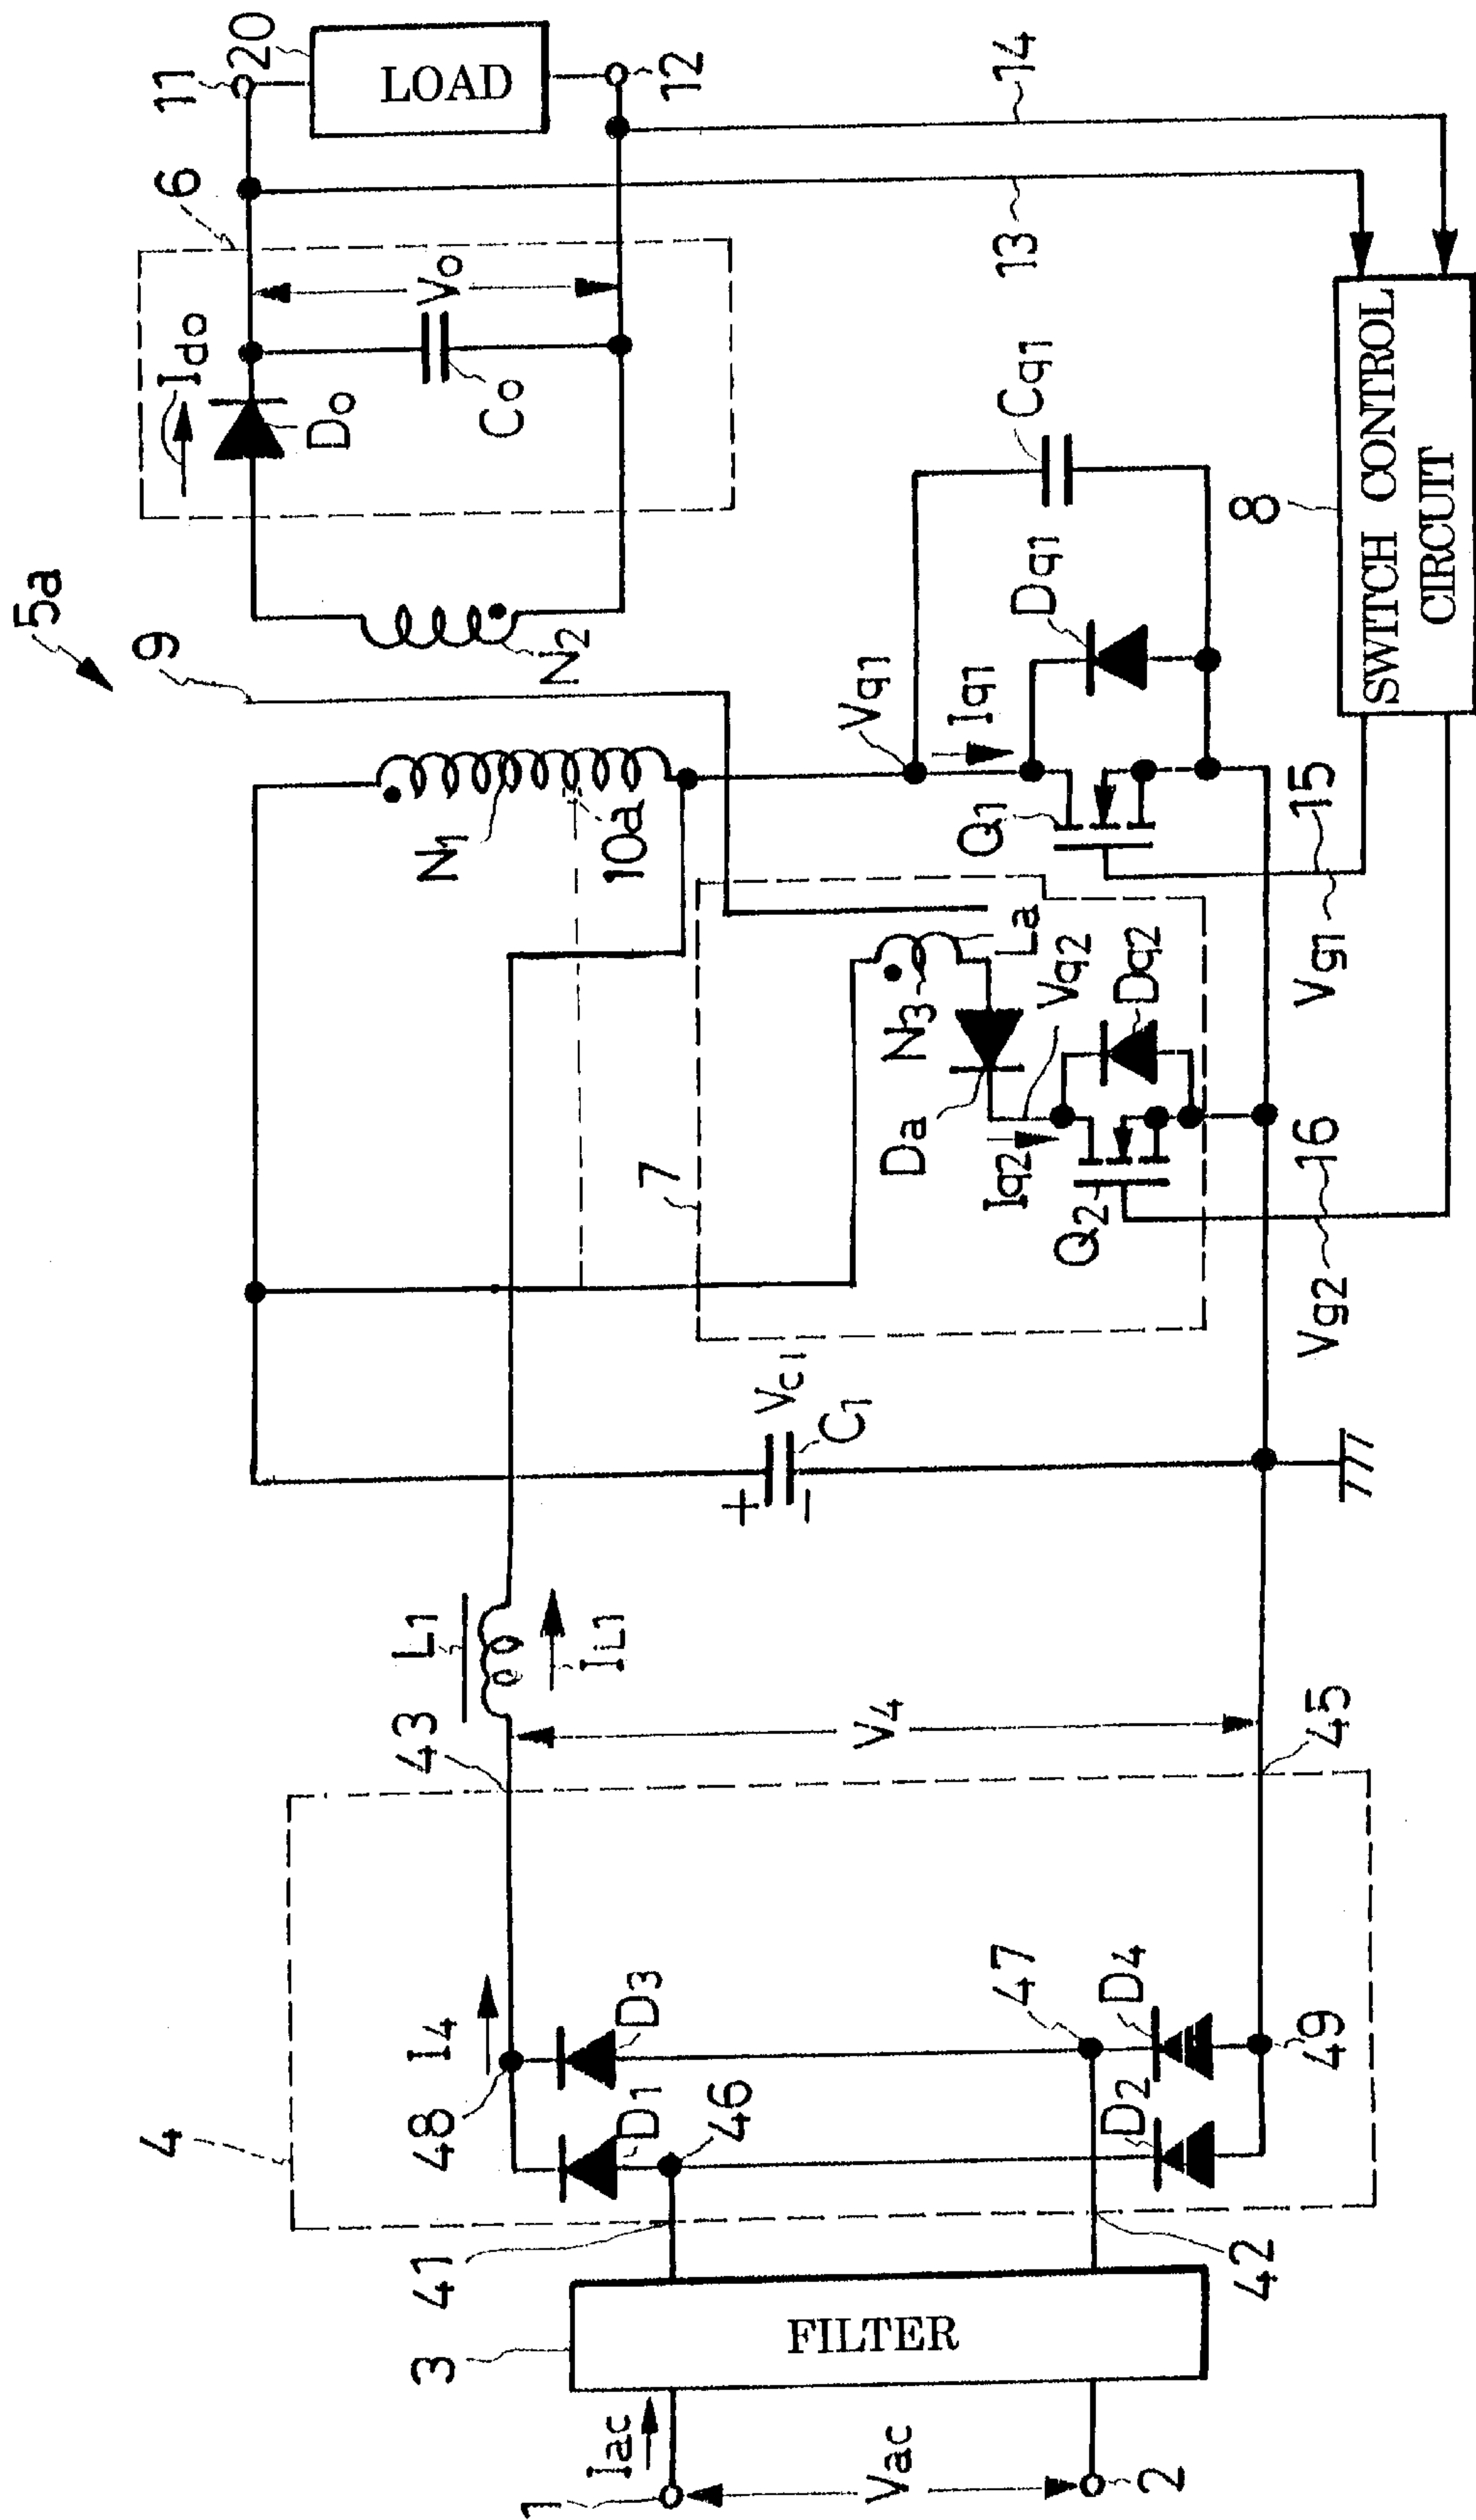 5a
9
6
11
20
LOAD
12
14
13
Ido
Do
Vo
Co
N2
N1
10a
Vq1
Iq1
Dq1
Cq1
Q1
8
SWITCH CONTROL
CIRCUIT
15
Vg1
7
N3
La
Da
Vq2
Dq2
Iq2
Q2
16
Vg2
+
-
Vc1
C1
L1
IL1
43
V4
45
4
I4
48
D3
D1
46
47
D4
D2
49
41
42
3
FILTER
Iac
1
Vac
2